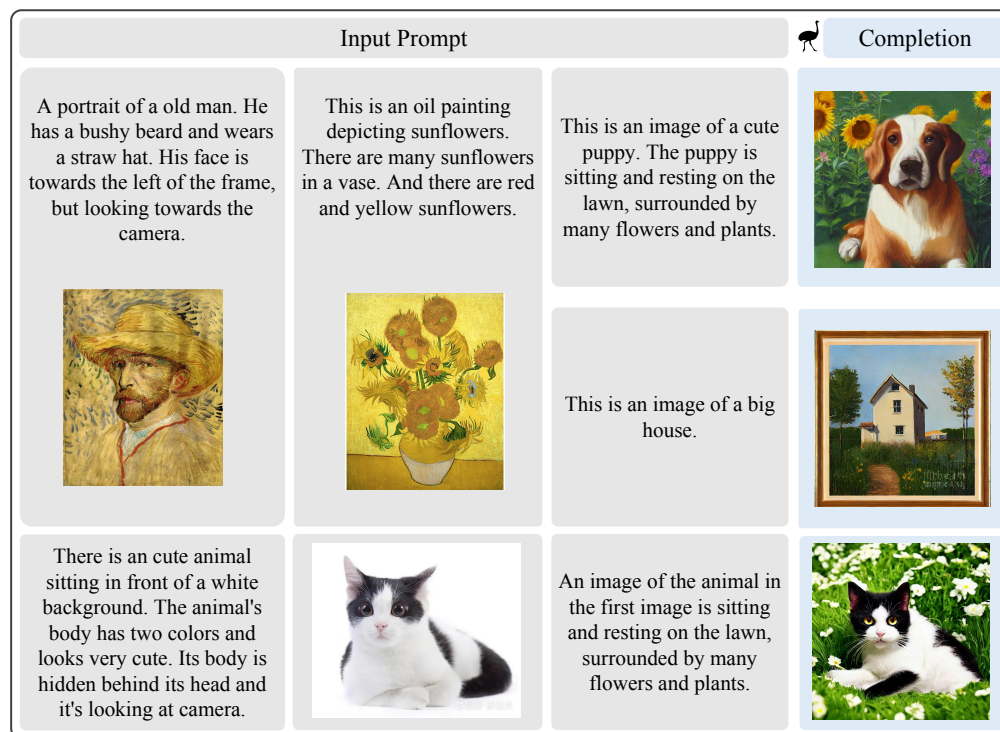 Input Prompt
Completion
A portrait of a old man. He
has a bushy beard and wears
a straw hat. His face is
towards the left of the frame,
but looking towards the
camera.
This is an oil painting
depicting sunflowers.
There are many sunflowers
in a vase. And there are red
and yellow sunflowers.
This is an image of a cute
puppy. The puppy is
sitting and resting on the
lawn, surrounded by
many flowers and plants.
This is an image of a big
house.
There is an cute animal
sitting in front of a white
background. The animal's
body has two colors and
looks very cute. Its body is
hidden behind its head and
it's looking at camera.
An image of the animal in
the first image is sitting
and resting on the lawn,
surrounded by many
flowers and plants.